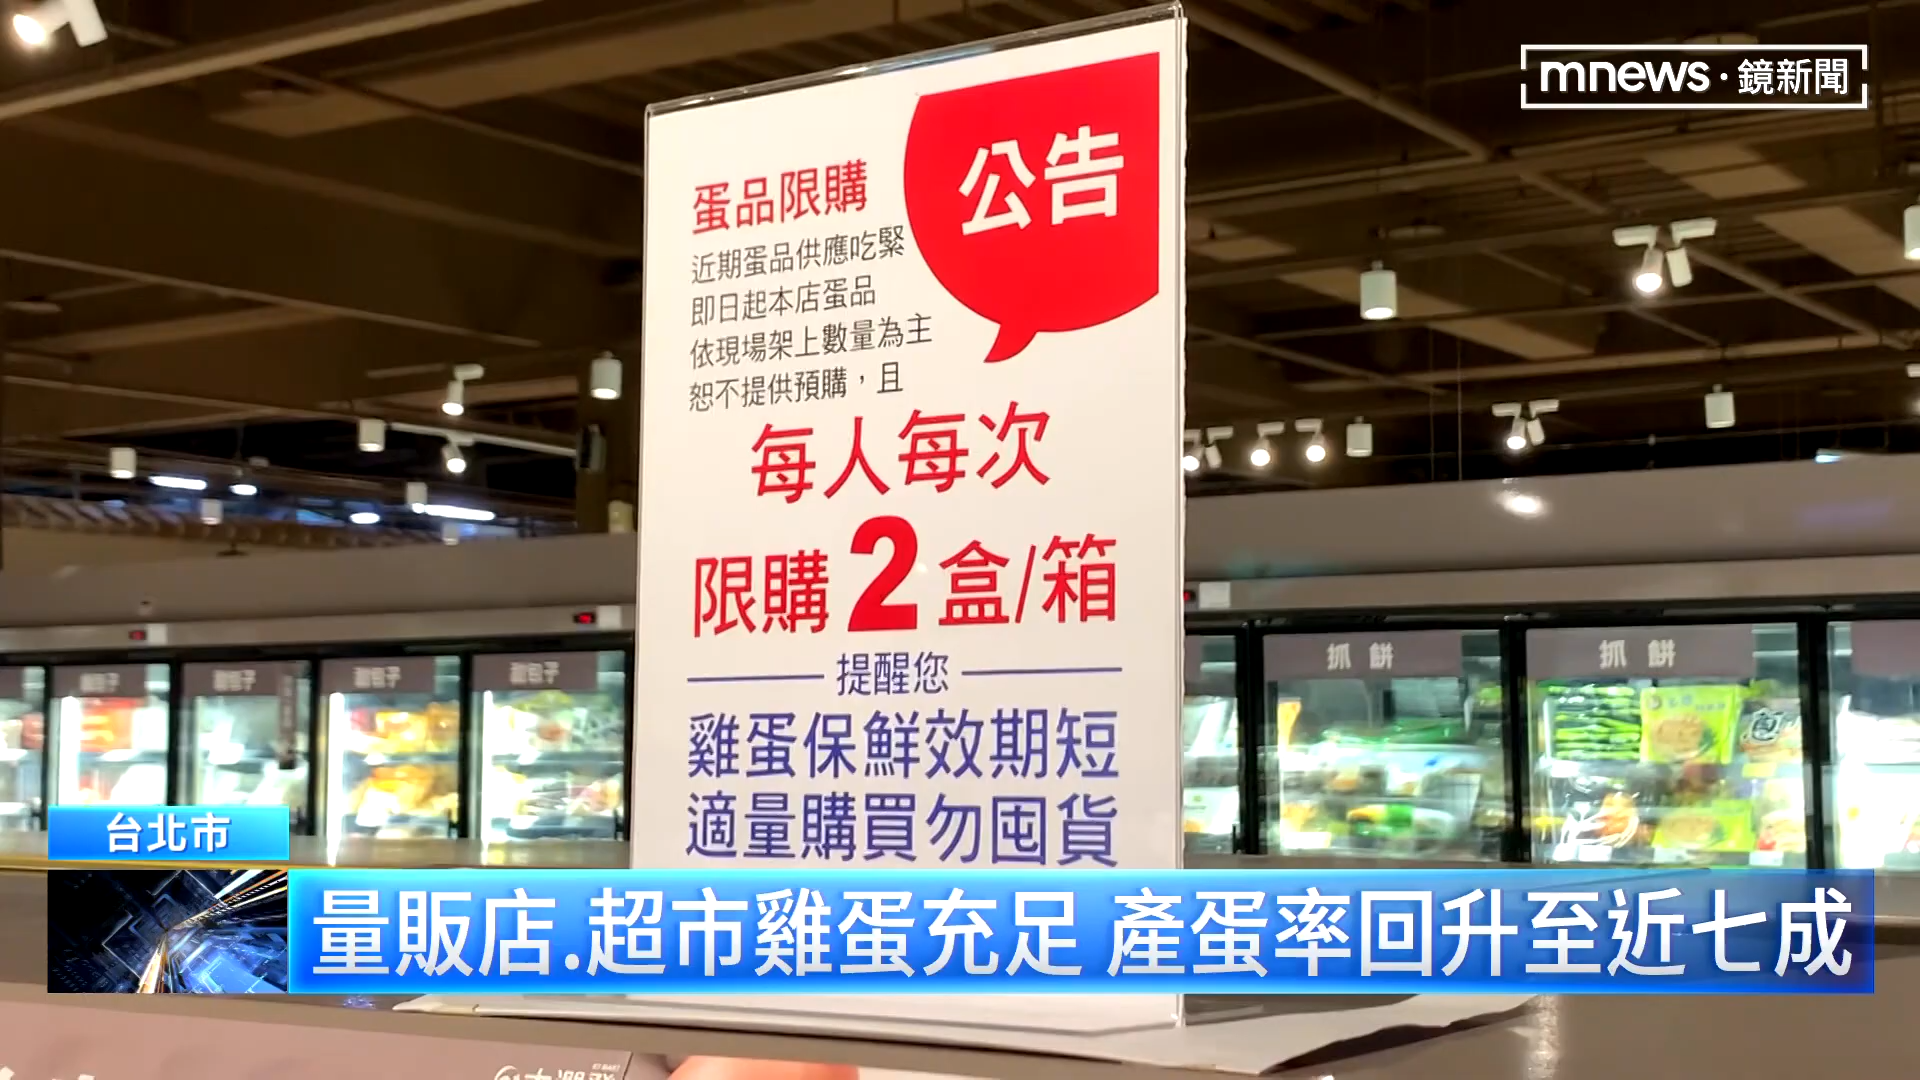 mnews·鏡新聞
公告
蛋品限購
近期蛋品供應吃緊
即日起本店蛋品
依現場架上數量為主
恕不提供預購，且
每人每次
限購2盒/箱
提醒您
雞蛋保鮮效期短
適量購買勿囤貨
抓餅
抓餅
台北市
量販店.超市雞蛋充足 產蛋率回升至近七成